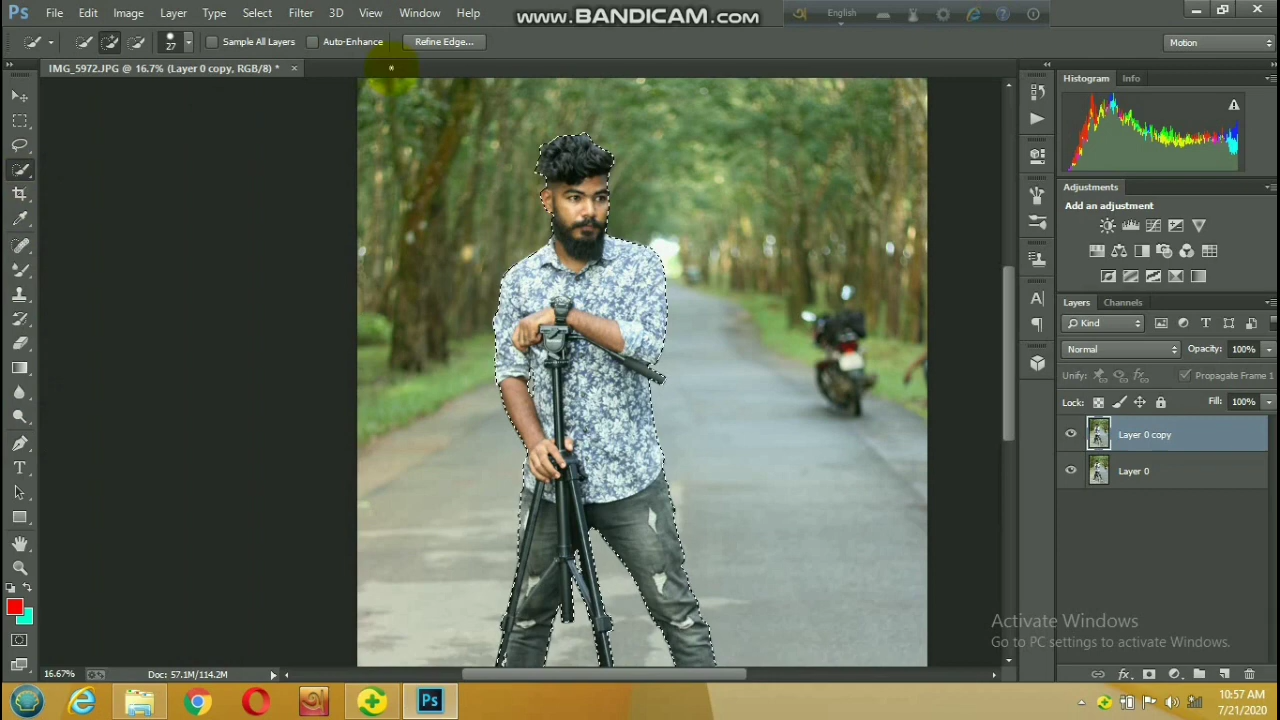 Ps File Edit Image Layer Type Select Filter 3D View Window Help
www.BANDICAM.com
English
27 Sample All Layers Auto-Enhance Refine Edge... Motion
IMG_5972.JPG @ 16.7% (Layer 0 copy, RGB/8) * ×
Histogram Info
Adjustments
Add an adjustment
Layers Channels
Kind
Normal Opacity: 100%
Unify: Propagate Frame 1
Lock: Fill: 100%
Layer 0 copy
Layer 0
Activate Windows
Go to PC settings to activate Windows.
16.67% Doc: 57.1M/114.2M
Ps
10:57 AM
7/21/2020